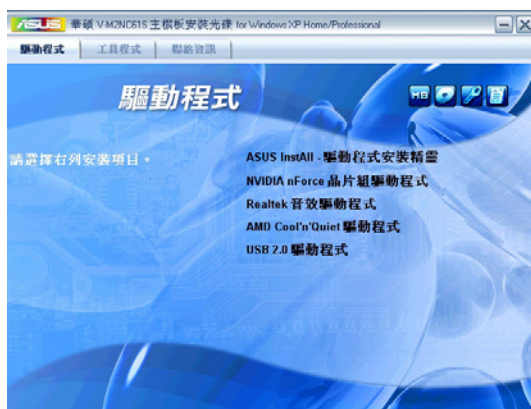 ASUS 華碩 V-M2NC61S 主機板安裝光碟 for Windows XP Home/Professional
驅動程式 工具程式 聯絡資訊
驅動程式
請選擇右列安裝項目。
ASUS InstAll - 驅動程式安裝精靈
NVIDIA nForce 晶片組驅動程式
Realtek 音效驅動程式
AMD Cool'n'Quiet 驅動程式
USB 2.0 驅動程式